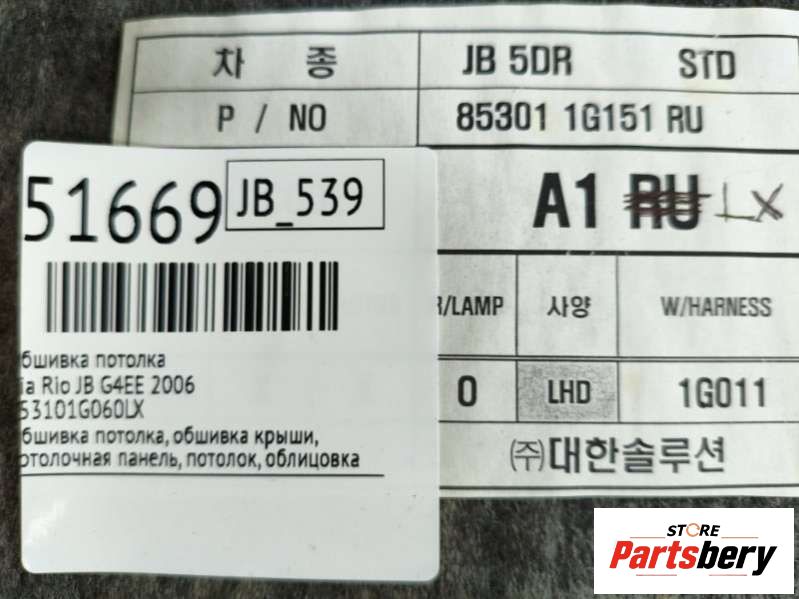 차 종 JB 5DR STD
P / NO 85301 1G151 RU
51669 JB_539
A1 RU LX
R/LAMP 사양 W/HARNESS
бшивка потолка
ia Rio JB G4EE 2006
53101G060LX
0 LHD 1G011
бшивка потолка, обшивка крыши,
отолочная панель, потолок, облицовка
㈜대한솔루션
STORE
Partsbery